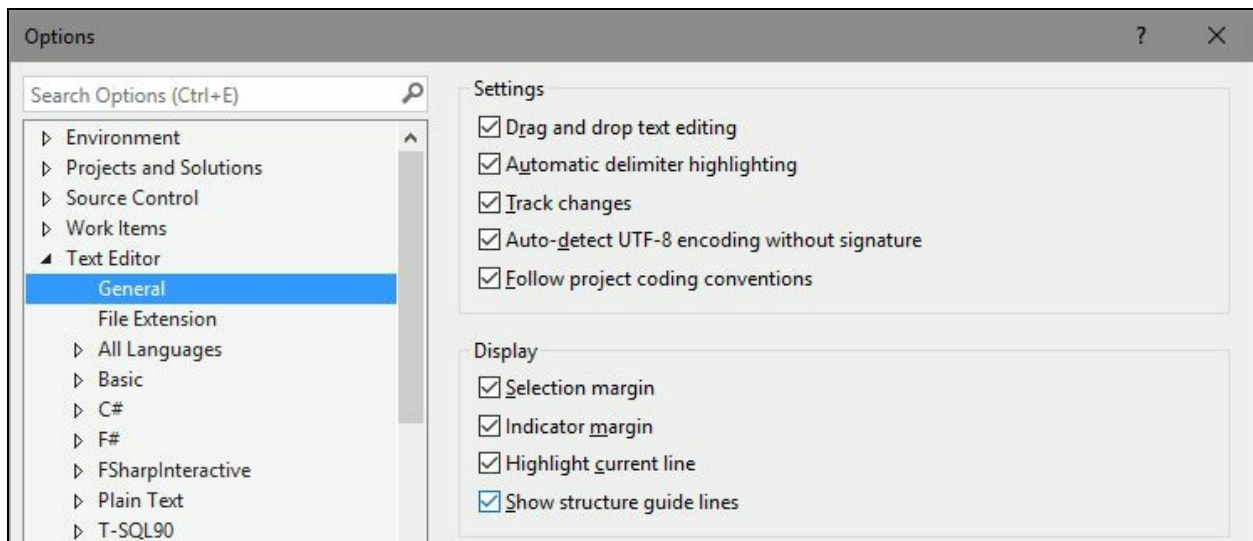 Options
?
Search Options (Ctrl+E)
Environment
Projects and Solutions
Source Control
Work Items
Text Editor
General
File Extension
All Languages
Basic
C#
F#
FSharpInteractive
Plain Text
T-SQL90
Settings
Drag and drop text editing
Automatic delimiter highlighting
Track changes
Auto-detect UTF-8 encoding without signature
Follow project coding conventions
Display
Selection margin
Indicator margin
Highlight current line
Show structure guide lines